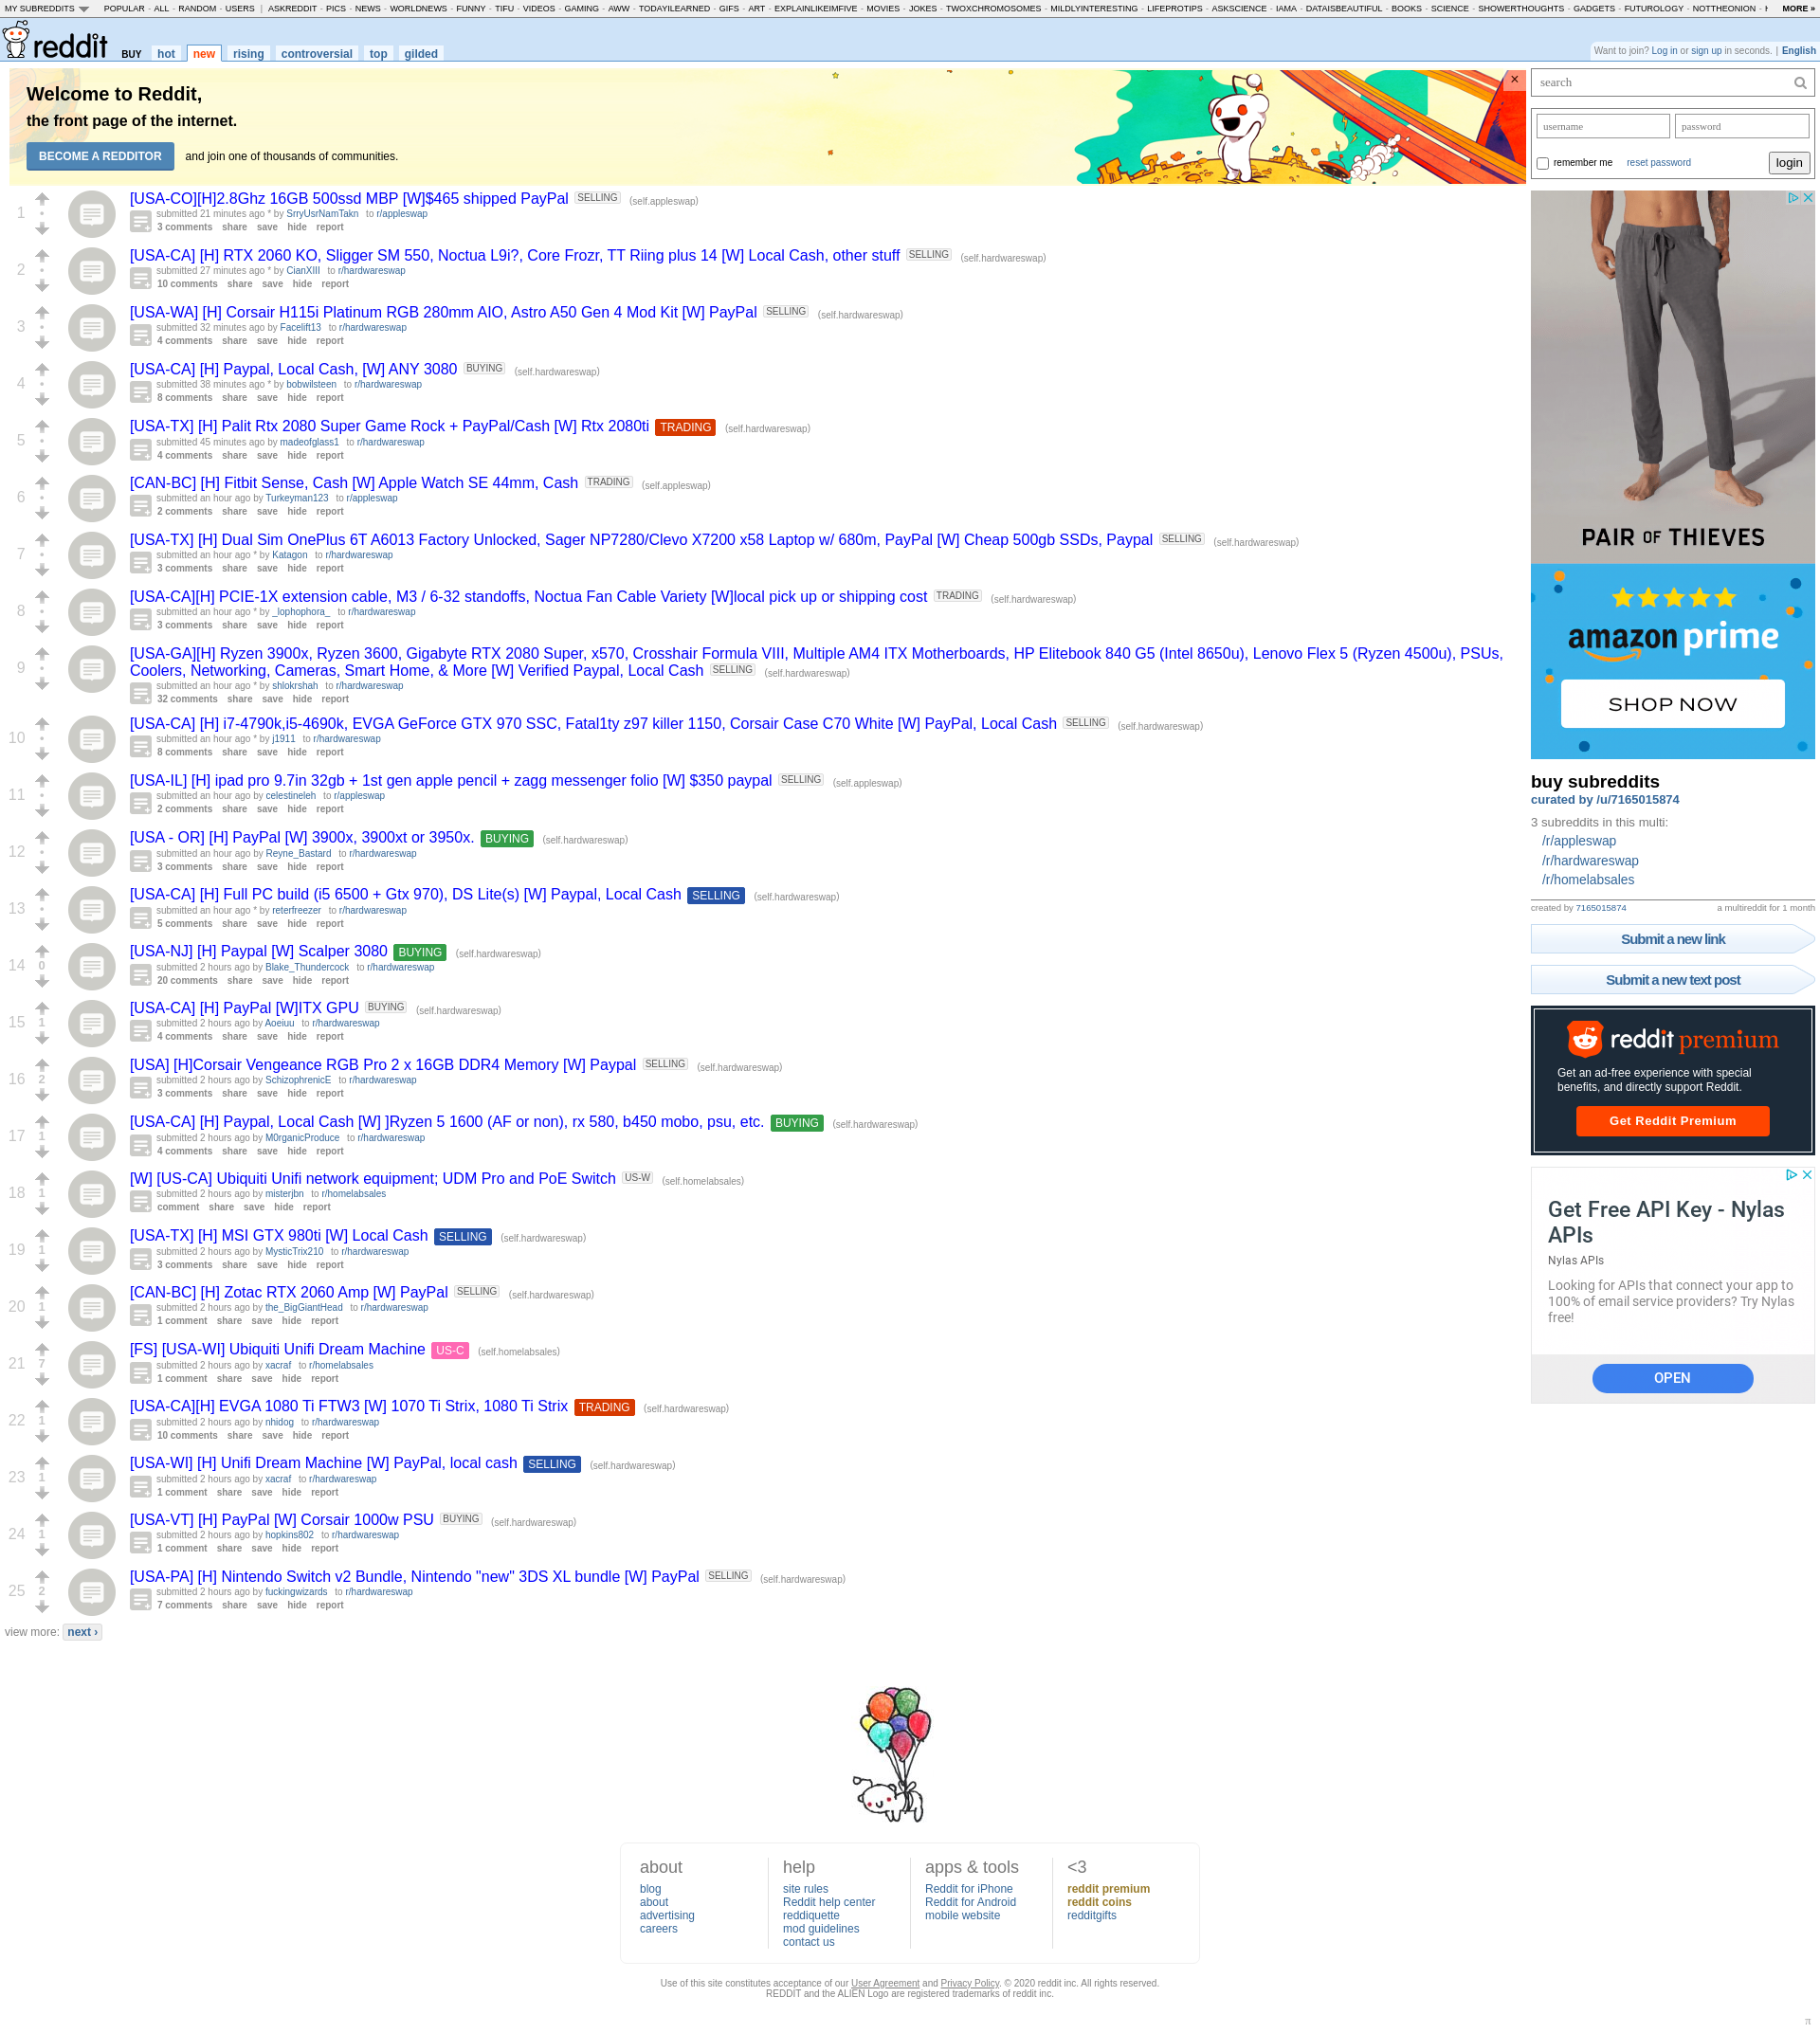 MY SUBREDDITS POPULAR - ALL - RANDOM - USERS | ASKREDDIT - PICS - NEWS - WORLDNEWS - FUNNY - TIFU - VIDEOS - GAMING - AWW - TODAYILEARNED - GIFS - ART - EXPLAINLIKEIMFIVE - MOVIES - JOKES - TWOXCHROMOSOMES - MILDLYINTERESTING - LIFEPROTIPS - ASKSCIENCE - IAMA - DATAISBEAUTIFUL - BOOKS - SCIENCE - SHOWERTHOUGHTS - GADGETS - FUTUROLOGY - NOTTHEONION - MORE »
reddit BUY hot new rising controversial top gilded
Want to join? Log in or sign up in seconds. | English
Welcome to Reddit,
the front page of the internet.
BECOME A REDDITOR and join one of thousands of communities.
1
[USA-CO][H]2.8Ghz 16GB 500ssd MBP [W]$465 shipped PayPal SELLING (self.appleswap)
submitted 21 minutes ago * by SrryUsrNamTakn to r/appleswap
3 comments share save hide report
2
[USA-CA] [H] RTX 2060 KO, Sligger SM 550, Noctua L9i?, Core Frozr, TT Riing plus 14 [W] Local Cash, other stuff SELLING (self.hardwareswap)
submitted 27 minutes ago * by CianXIII to r/hardwareswap
10 comments share save hide report
3
[USA-WA] [H] Corsair H115i Platinum RGB 280mm AIO, Astro A50 Gen 4 Mod Kit [W] PayPal SELLING (self.hardwareswap)
submitted 32 minutes ago by Facelift13 to r/hardwareswap
4 comments share save hide report
4
[USA-CA] [H] Paypal, Local Cash, [W] ANY 3080 BUYING (self.hardwareswap)
submitted 38 minutes ago * by bobwilsteen to r/hardwareswap
8 comments share save hide report
5
[USA-TX] [H] Palit Rtx 2080 Super Game Rock + PayPal/Cash [W] Rtx 2080ti TRADING (self.hardwareswap)
submitted 45 minutes ago by madeofglass1 to r/hardwareswap
4 comments share save hide report
6
[CAN-BC] [H] Fitbit Sense, Cash [W] Apple Watch SE 44mm, Cash TRADING (self.appleswap)
submitted an hour ago by Turkeyman123 to r/appleswap
2 comments share save hide report
7
[USA-TX] [H] Dual Sim OnePlus 6T A6013 Factory Unlocked, Sager NP7280/Clevo X7200 x58 Laptop w/ 680m, PayPal [W] Cheap 500gb SSDs, Paypal SELLING (self.hardwareswap)
submitted an hour ago * by Katagon to r/hardwareswap
3 comments share save hide report
8
[USA-CA][H] PCIE-1X extension cable, M3 / 6-32 standoffs, Noctua Fan Cable Variety [W]local pick up or shipping cost TRADING (self.hardwareswap)
submitted an hour ago * by _lophophora_ to r/hardwareswap
3 comments share save hide report
9
[USA-GA][H] Ryzen 3900x, Ryzen 3600, Gigabyte RTX 2080 Super, x570, Crosshair Formula VIII, Multiple AM4 ITX Motherboards, HP Elitebook 840 G5 (Intel 8650u), Lenovo Flex 5 (Ryzen 4500u), PSUs,
Coolers, Networking, Cameras, Smart Home, & More [W] Verified Paypal, Local Cash SELLING (self.hardwareswap)
submitted an hour ago * by shlokrshah to r/hardwareswap
32 comments share save hide report
10
[USA-CA] [H] i7-4790k,i5-4690k, EVGA GeForce GTX 970 SSC, Fatal1ty z97 killer 1150, Corsair Case C70 White [W] PayPal, Local Cash SELLING (self.hardwareswap)
submitted an hour ago * by j1911 to r/hardwareswap
8 comments share save hide report
11
[USA-IL] [H] ipad pro 9.7in 32gb + 1st gen apple pencil + zagg messenger folio [W] $350 paypal SELLING (self.appleswap)
submitted an hour ago by celestineleh to r/appleswap
2 comments share save hide report
12
[USA - OR] [H] PayPal [W] 3900x, 3900xt or 3950x. BUYING (self.hardwareswap)
submitted an hour ago by Reyne_Bastard to r/hardwareswap
3 comments share save hide report
13
[USA-CA] [H] Full PC build (i5 6500 + Gtx 970), DS Lite(s) [W] Paypal, Local Cash SELLING (self.hardwareswap)
submitted an hour ago * by reterfreezer to r/hardwareswap
5 comments share save hide report
14 0
[USA-NJ] [H] Paypal [W] Scalper 3080 BUYING (self.hardwareswap)
submitted 2 hours ago by Blake_Thundercock to r/hardwareswap
20 comments share save hide report
15 1
[USA-CA] [H] PayPal [W]ITX GPU BUYING (self.hardwareswap)
submitted 2 hours ago by Aoeiuu to r/hardwareswap
4 comments share save hide report
16 2
[USA] [H]Corsair Vengeance RGB Pro 2 x 16GB DDR4 Memory [W] Paypal SELLING (self.hardwareswap)
submitted 2 hours ago by SchizophrenicE to r/hardwareswap
3 comments share save hide report
17 1
[USA-CA] [H] Paypal, Local Cash [W] ]Ryzen 5 1600 (AF or non), rx 580, b450 mobo, psu, etc. BUYING (self.hardwareswap)
submitted 2 hours ago by M0rganicProduce to r/hardwareswap
4 comments share save hide report
18 1
[W] [US-CA] Ubiquiti Unifi network equipment; UDM Pro and PoE Switch US-W (self.homelabsales)
submitted 2 hours ago by misterjbn to r/homelabsales
comment share save hide report
19 1
[USA-TX] [H] MSI GTX 980ti [W] Local Cash SELLING (self.hardwareswap)
submitted 2 hours ago by MysticTrix210 to r/hardwareswap
3 comments share save hide report
20 1
[CAN-BC] [H] Zotac RTX 2060 Amp [W] PayPal SELLING (self.hardwareswap)
submitted 2 hours ago by the_BigGiantHead to r/hardwareswap
1 comment share save hide report
21 7
[FS] [USA-WI] Ubiquiti Unifi Dream Machine US-C (self.homelabsales)
submitted 2 hours ago by xacraf to r/homelabsales
1 comment share save hide report
22 1
[USA-CA][H] EVGA 1080 Ti FTW3 [W] 1070 Ti Strix, 1080 Ti Strix TRADING (self.hardwareswap)
submitted 2 hours ago by nhidog to r/hardwareswap
10 comments share save hide report
23 1
[USA-WI] [H] Unifi Dream Machine [W] PayPal, local cash SELLING (self.hardwareswap)
submitted 2 hours ago by xacraf to r/hardwareswap
1 comment share save hide report
24 1
[USA-VT] [H] PayPal [W] Corsair 1000w PSU BUYING (self.hardwareswap)
submitted 2 hours ago by hopkins802 to r/hardwareswap
1 comment share save hide report
25 2
[USA-PA] [H] Nintendo Switch v2 Bundle, Nintendo "new" 3DS XL bundle [W] PayPal SELLING (self.hardwareswap)
submitted 2 hours ago by fuckingwizards to r/hardwareswap
7 comments share save hide report
view more: next ›
search
username password
remember me reset password login
PAIR OF THIEVES
amazon prime
SHOP NOW
buy subreddits
curated by /u/7165015874
3 subreddits in this multi:
/r/appleswap
/r/hardwareswap
/r/homelabsales
created by 7165015874 a multireddit for 1 month
Submit a new link
Submit a new text post
reddit premium
Get an ad-free experience with special
benefits, and directly support Reddit.
Get Reddit Premium
Get Free API Key - Nylas
APIs
Nylas APIs
Looking for APIs that connect your app to
100% of email service providers? Try Nylas
free!
OPEN
about
blog
about
advertising
careers
help
site rules
Reddit help center
reddiquette
mod guidelines
contact us
apps & tools
Reddit for iPhone
Reddit for Android
mobile website
<3
reddit premium
reddit coins
redditgifts
Use of this site constitutes acceptance of our User Agreement and Privacy Policy. © 2020 reddit inc. All rights reserved.
REDDIT and the ALIEN Logo are registered trademarks of reddit inc.
π